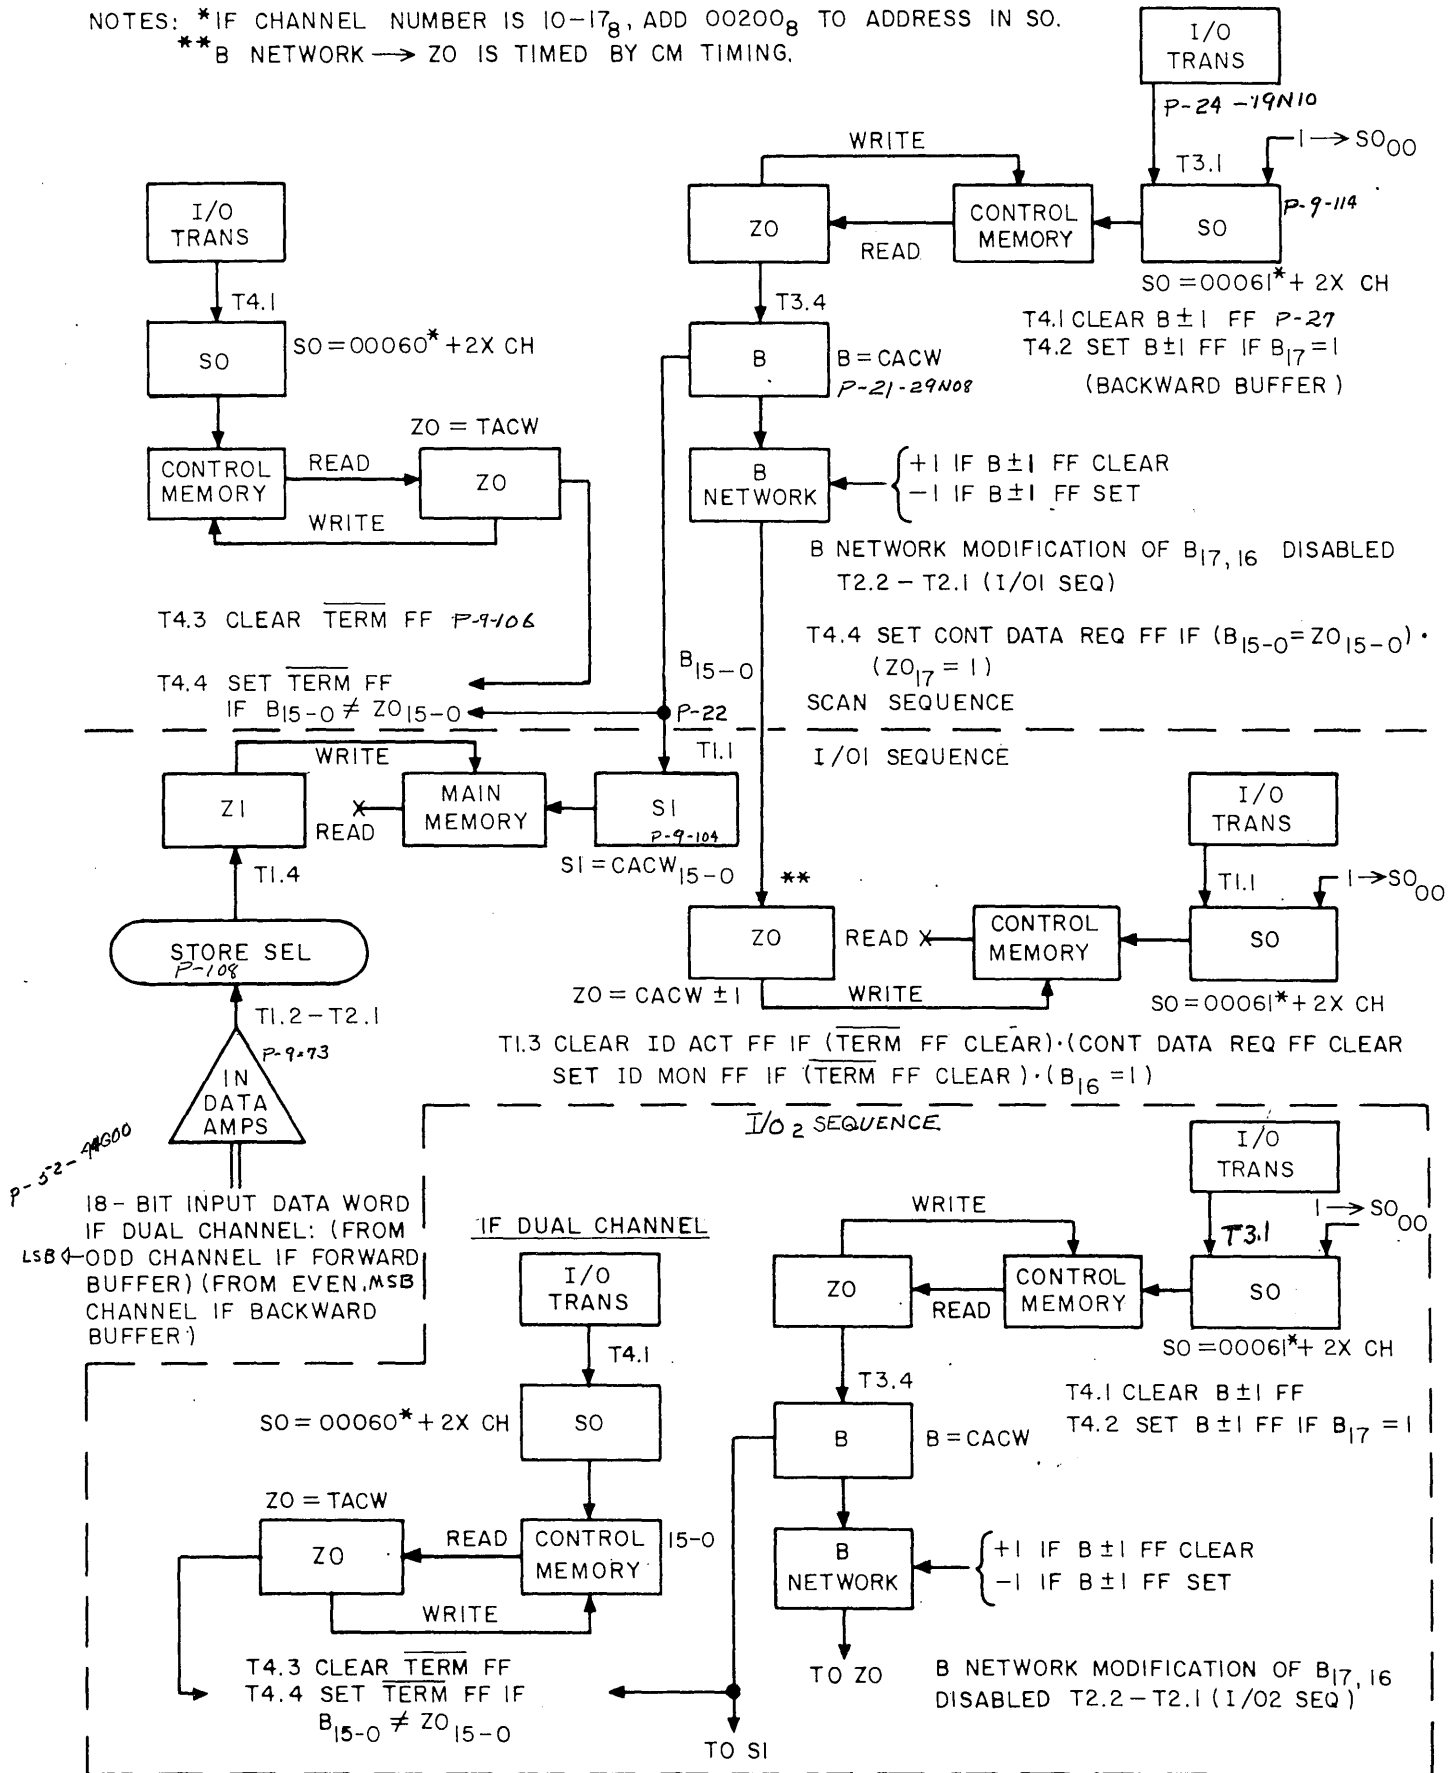 NOTES: *IF CHANNEL NUMBER IS 10-17₈, ADD 00200₈ TO ADDRESS IN SO.
**B NETWORK → ZO IS TIMED BY CM TIMING.
I/O
TRANS
P-24-19N10
1→SO₀₀
T3.1
WRITE
ZO
CONTROL
MEMORY
SO
P-9-114
READ
SO=00061*+ 2X CH
T4.1 CLEAR B±1 FF P-27
T4.2 SET B±1 FF IF B₁₇=1
(BACKWARD BUFFER)
I/O
TRANS
T4.1
SO
SO=00060*+2X CH
T3.4
B
B=CACW
P-21-29N08
ZO = TACW
CONTROL
MEMORY
READ
ZO
WRITE
B
NETWORK
+1 IF B±1 FF CLEAR
-1 IF B±1 FF SET
B NETWORK MODIFICATION OF B₁₇,₁₆ DISABLED
T2.2-T2.1 (I/O1 SEQ)
T4.3 CLEAR T̅E̅R̅M̅ FF P-9-106
T4.4 SET CONT DATA REQ FF IF (B₁₅₋₀=ZO₁₅₋₀)·
(ZO₁₇=1)
B₁₅₋₀
T4.4 SET T̅E̅R̅M̅ FF
IF B₁₅₋₀ ≠ ZO₁₅₋₀
P-22
SCAN SEQUENCE
I/O1 SEQUENCE
WRITE
T1.1
Z1
READ
MAIN
MEMORY
S1
P-9-104
S1=CACW₁₅₋₀
I/O
TRANS
T1.1
1→SO₀₀
T1.4
**
STORE SEL
P-108
ZO
READ
CONTROL
MEMORY
SO
ZO=CACW ±1
WRITE
SO=00061*+ 2X CH
T1.2-T2.1
P-9-73
IN
DATA
AMPS
T1.3 CLEAR ID ACT FF IF (T̅E̅R̅M̅ FF CLEAR)·(CONT DATA REQ FF CLEAR
SET ID MON FF IF (T̅E̅R̅M̅ FF CLEAR)·(B₁₆=1)
P-52-44G00
18-BIT INPUT DATA WORD
IF DUAL CHANNEL: (FROM
LSB ODD CHANNEL IF FORWARD
BUFFER)(FROM EVEN, MSB
CHANNEL IF BACKWARD
BUFFER)
I/O 2 SEQUENCE
I/O
TRANS
T3.1
1→SO₀₀
WRITE
ZO
READ
CONTROL
MEMORY
SO
SO=00061*+ 2X CH
IF DUAL CHANNEL
I/O
TRANS
T4.1
SO=00060*+2X CH
SO
T3.4
B
B=CACW
T4.1 CLEAR B±1 FF
T4.2 SET B±1 FF IF B₁₇=1
ZO=TACW
ZO
READ
CONTROL
MEMORY
15-0
WRITE
B
NETWORK
+1 IF B±1 FF CLEAR
-1 IF B±1 FF SET
T4.3 CLEAR T̅E̅R̅M̅ FF
T4.4 SET T̅E̅R̅M̅ FF IF
B₁₅₋₀ ≠ ZO₁₅₋₀
TO ZO
B NETWORK MODIFICATION OF B₁₇,₁₆
DISABLED T2.2-T2.1 (I/O2 SEQ)
TO S1